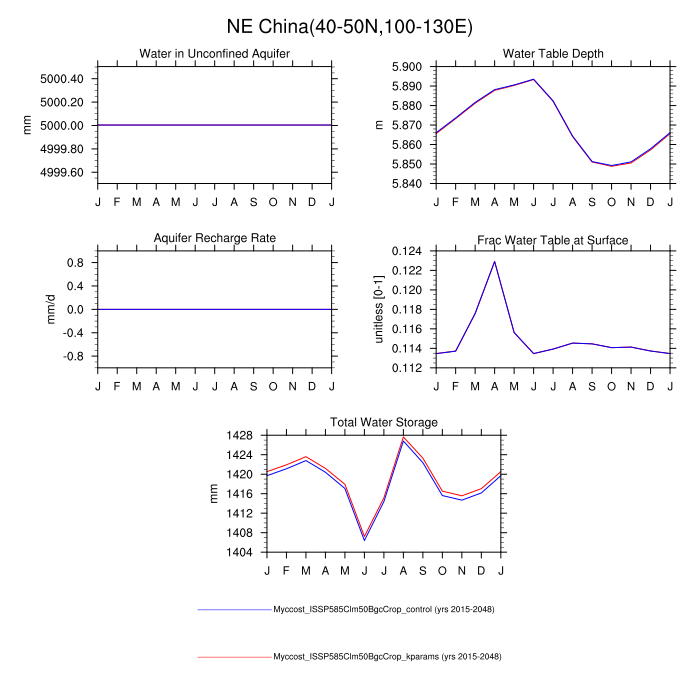 NE China(40-50N,100-130E)
Water in Unconfined Aquifer
5000.40
5000.20
5000.00
4999.80
4999.60
mm
J F M A M J J A S O N D J
Water Table Depth
5.900
5.890
5.880
5.870
5.860
5.850
5.840
m
J F M A M J J A S O N D J
Aquifer Recharge Rate
0.8
0.4
0.0
-0.4
-0.8
mm/d
J F M A M J J A S O N D J
Frac Water Table at Surface
0.124
0.122
0.120
0.118
0.116
0.114
0.112
unitless [0-1]
J F M A M J J A S O N D J
Total Water Storage
1428
1424
1420
1416
1412
1408
1404
mm
J F M A M J J A S O N D J
Myccost_ISSP585Clm50BgcCrop_control (yrs 2015-2048)
Myccost_ISSP585Clm50BgcCrop_kparams (yrs 2015-2048)